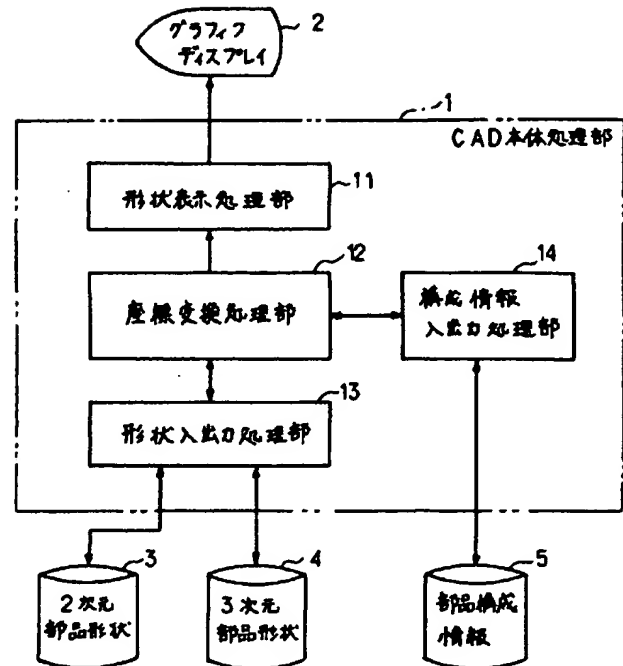 グラフィック
ディスプレイ
2
1
CAD本体処理部
形状表示処理部
11
座標変換処理部
12
構成情報
入出力処理部
14
形状入出力処理部
13
2次元
部品形状
3
3次元
部品形状
4
部品構成
情報
5